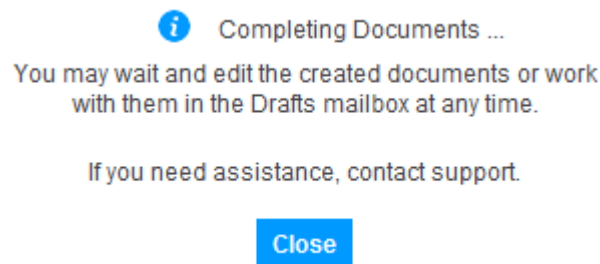 i Completing Documents ...
You may wait and edit the created documents or work
with them in the Drafts mailbox at any time.
If you need assistance, contact support.
Close